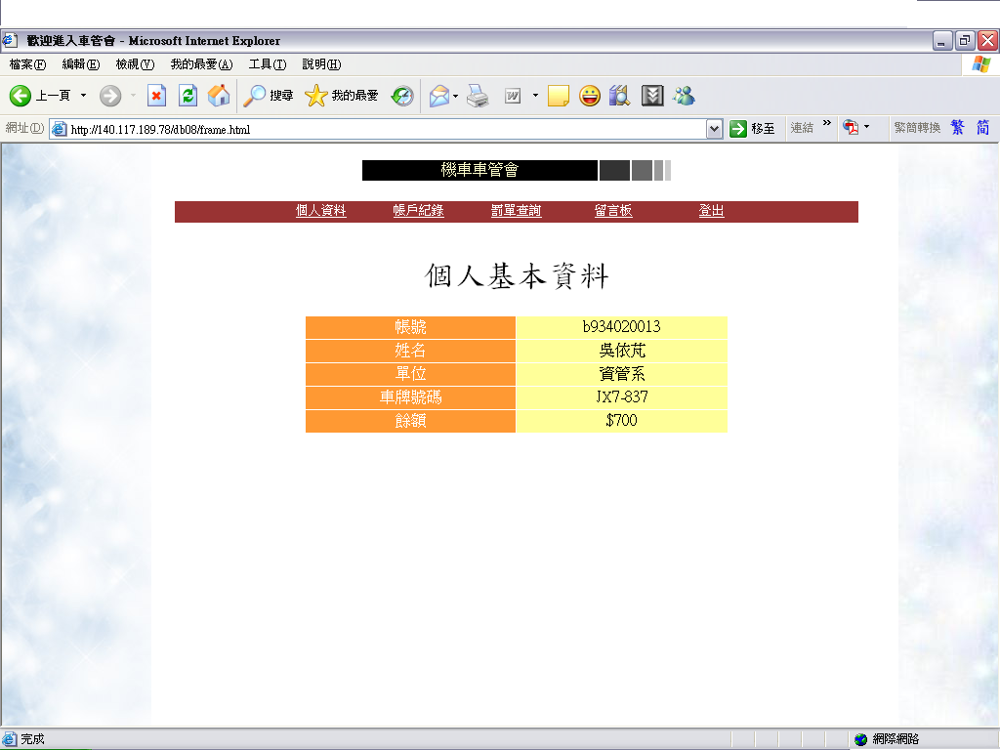 歡迎進入車管會 - Microsoft Internet Explorer
檔案(F) 編輯(E) 檢視(V) 我的最愛(A) 工具(T) 說明(H)
上一頁 搜尋 我的最愛
網址(D) http://140.117.189.78/db08/frame.html 移至 連結 » 繁簡轉換 繁 简
機車車管會
個人資料 帳戶紀錄 罰單查詢 留言板 登出
個人基本資料
帳號 b934020013
姓名 吳依芃
單位 資管系
車牌號碼 JX7-837
餘額 $700
完成 網際網路